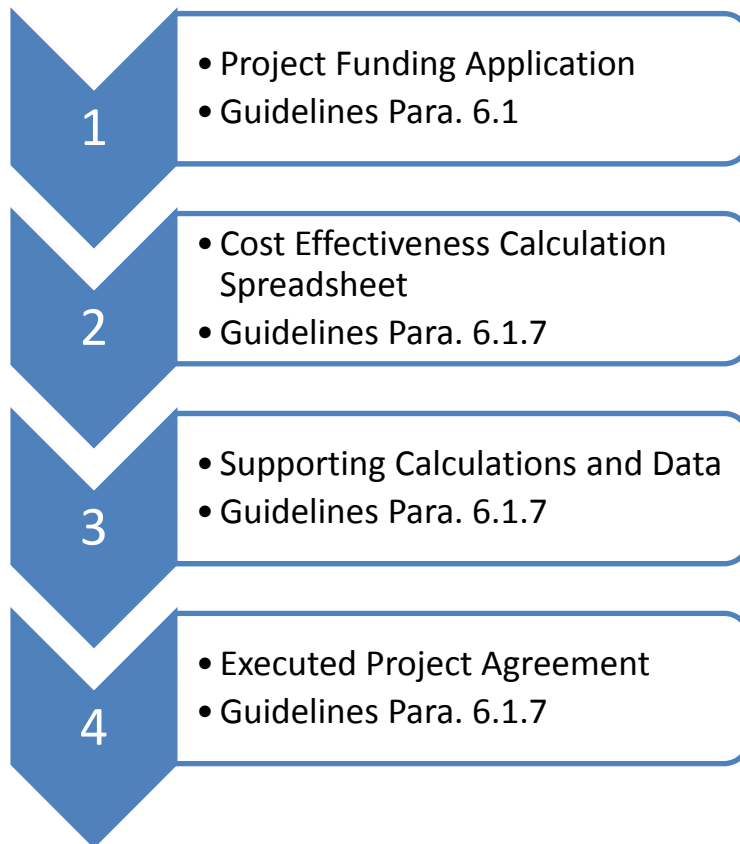 1
• Project Funding Application
• Guidelines Para. 6.1
2
• Cost Effectiveness Calculation
Spreadsheet
• Guidelines Para. 6.1.7
3
• Supporting Calculations and Data
• Guidelines Para. 6.1.7
4
• Executed Project Agreement
• Guidelines Para. 6.1.7